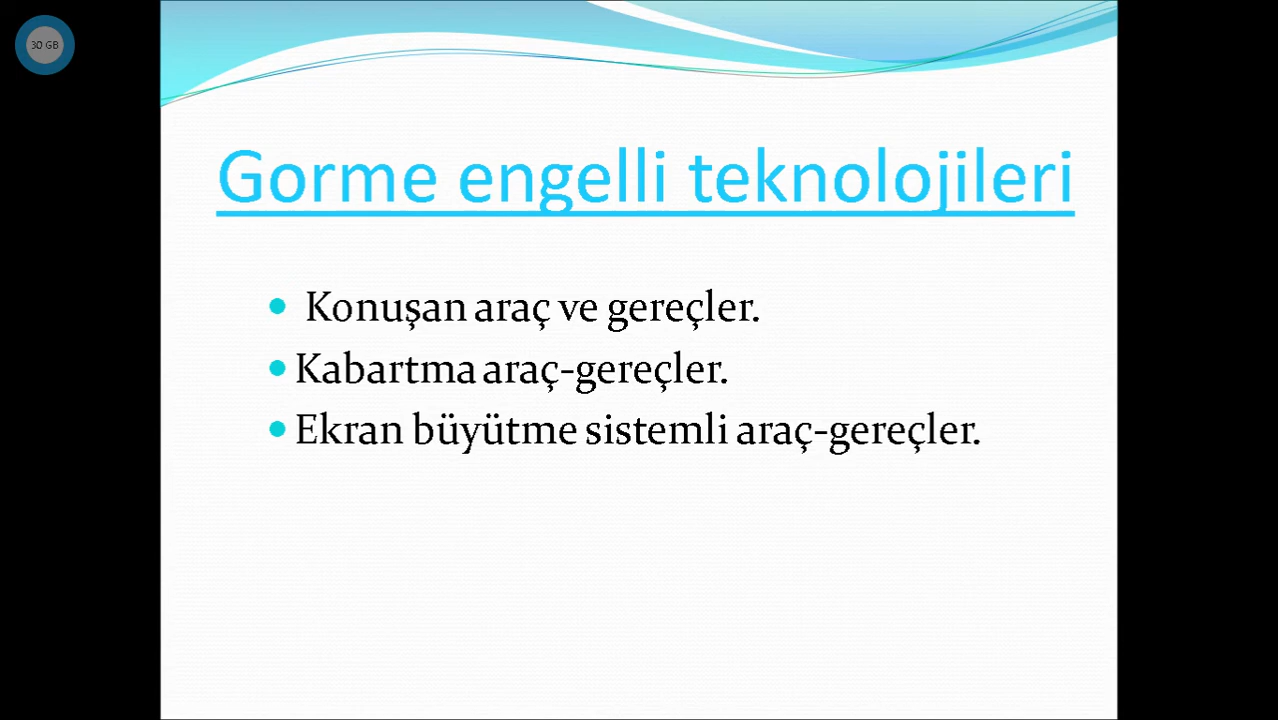 30 GB
Gorme engelli teknolojileri
Konuşan araç ve gereçler.
Kabartma araç-gereçler.
Ekran büyütme sistemli araç-gereçler.